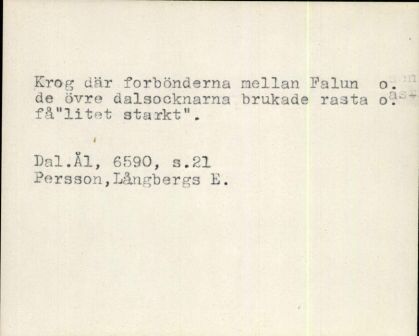 Krog där forbönderna mellan Falun o.
de övre dalsocknarna brukade rasta o.
få"litet starkt".
Dal.Ål, 6590, s.21
Persson,Långbergs E.